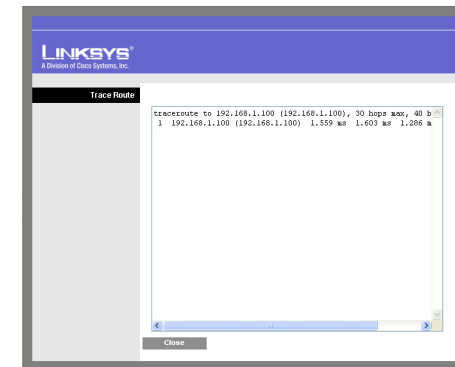 LINKSYS®
A Division of Cisco Systems, Inc.
Trace Route
traceroute to 192.168.1.100 (192.168.1.100), 30 hops max, 40 b
1 192.168.1.100 (192.168.1.100) 1.559 ms 1.603 ms 1.286 m
Close